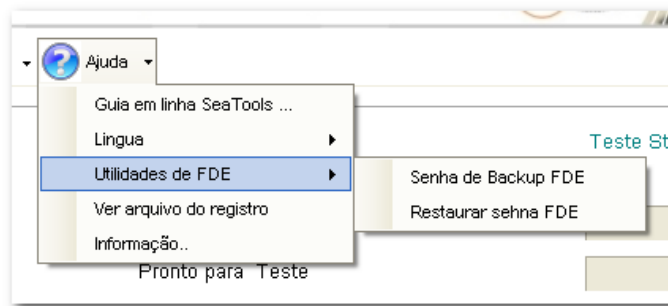 Ajuda
Guia em linha SeaTools ...
Lingua
Teste St
Utilidades de FDE
Senha de Backup FDE
Ver arquivo do registro
Restaurar sehna FDE
Informação..
Pronto para Teste